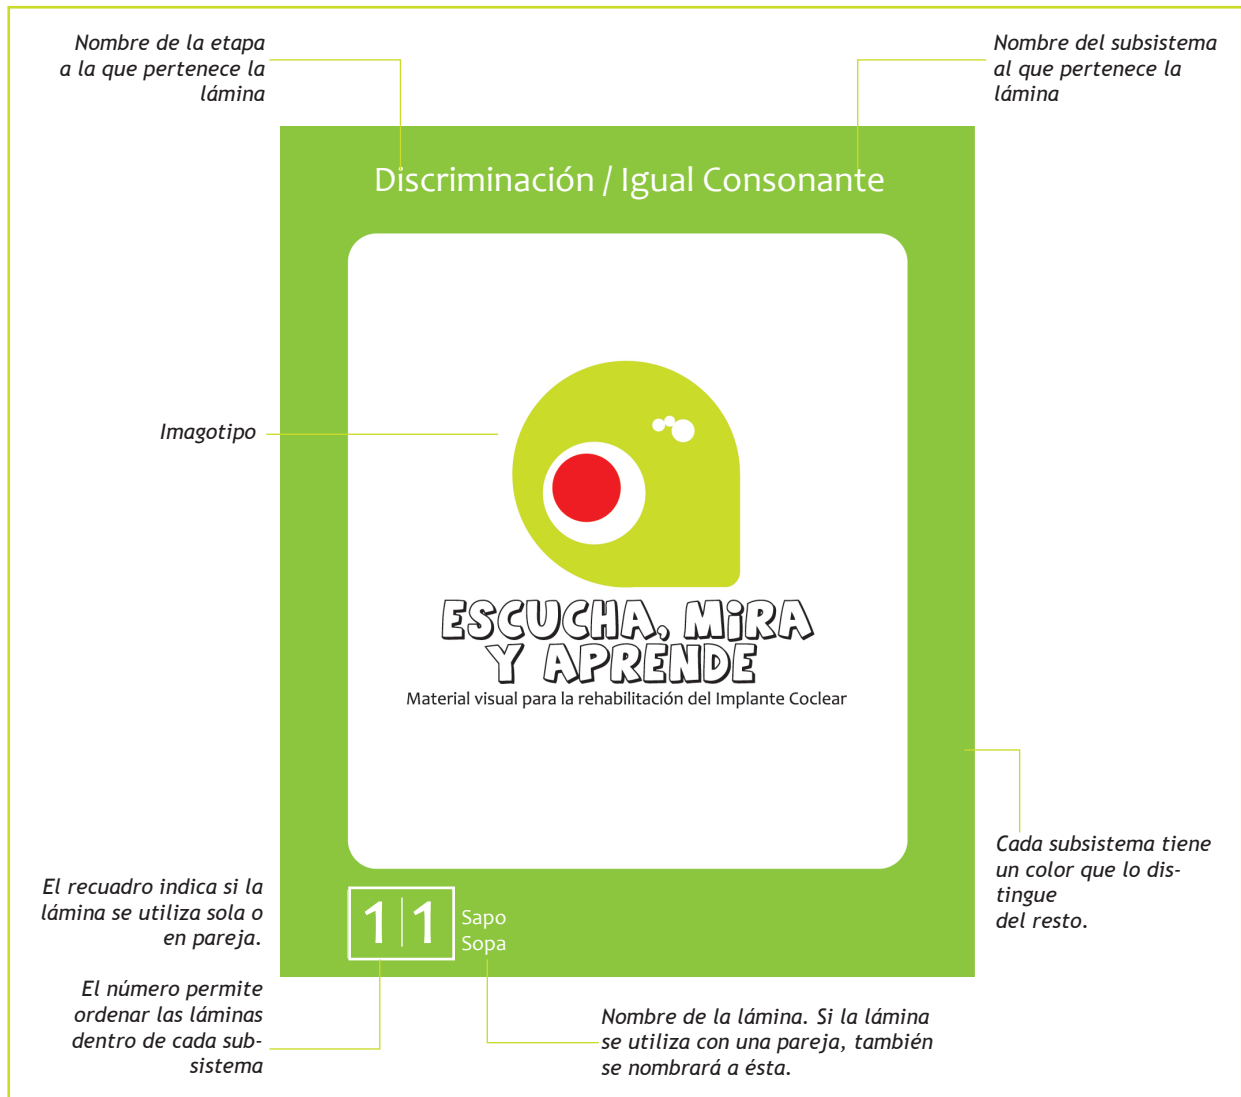 Nombre de la etapa
a la que pertenece la
lámina
Nombre del subsistema
al que pertenece la
lámina
Discriminación / Igual Consonante
Imagotipo
ESCUCHA, MiRA
Y APRENDE
Material visual para la rehabilitación del Implante Coclear
Cada subsistema tiene
un color que lo dis-
tingue
del resto.
El recuadro indica si la
lámina se utiliza sola o
en pareja.
1|1
Sapo
Sopa
El número permite
ordenar las láminas
dentro de cada sub-
sistema
Nombre de la lámina. Si la lámina
se utiliza con una pareja, también
se nombrará a ésta.